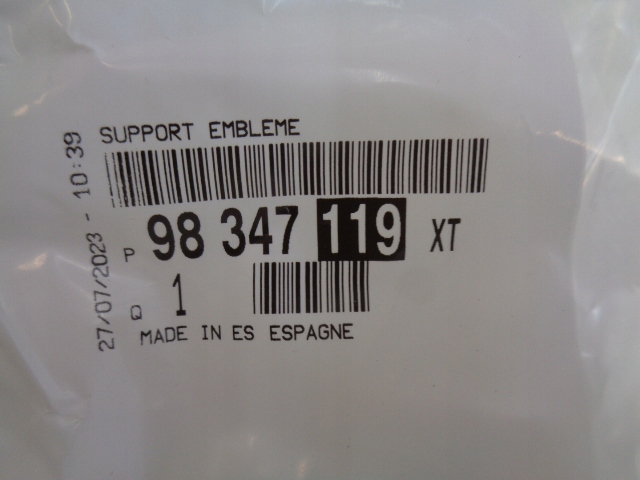 SUPPORT EMBLEME
P 98 347 119 XT
Q 1
MADE IN ES ESPAGNE
27/07/2023 - 10:39